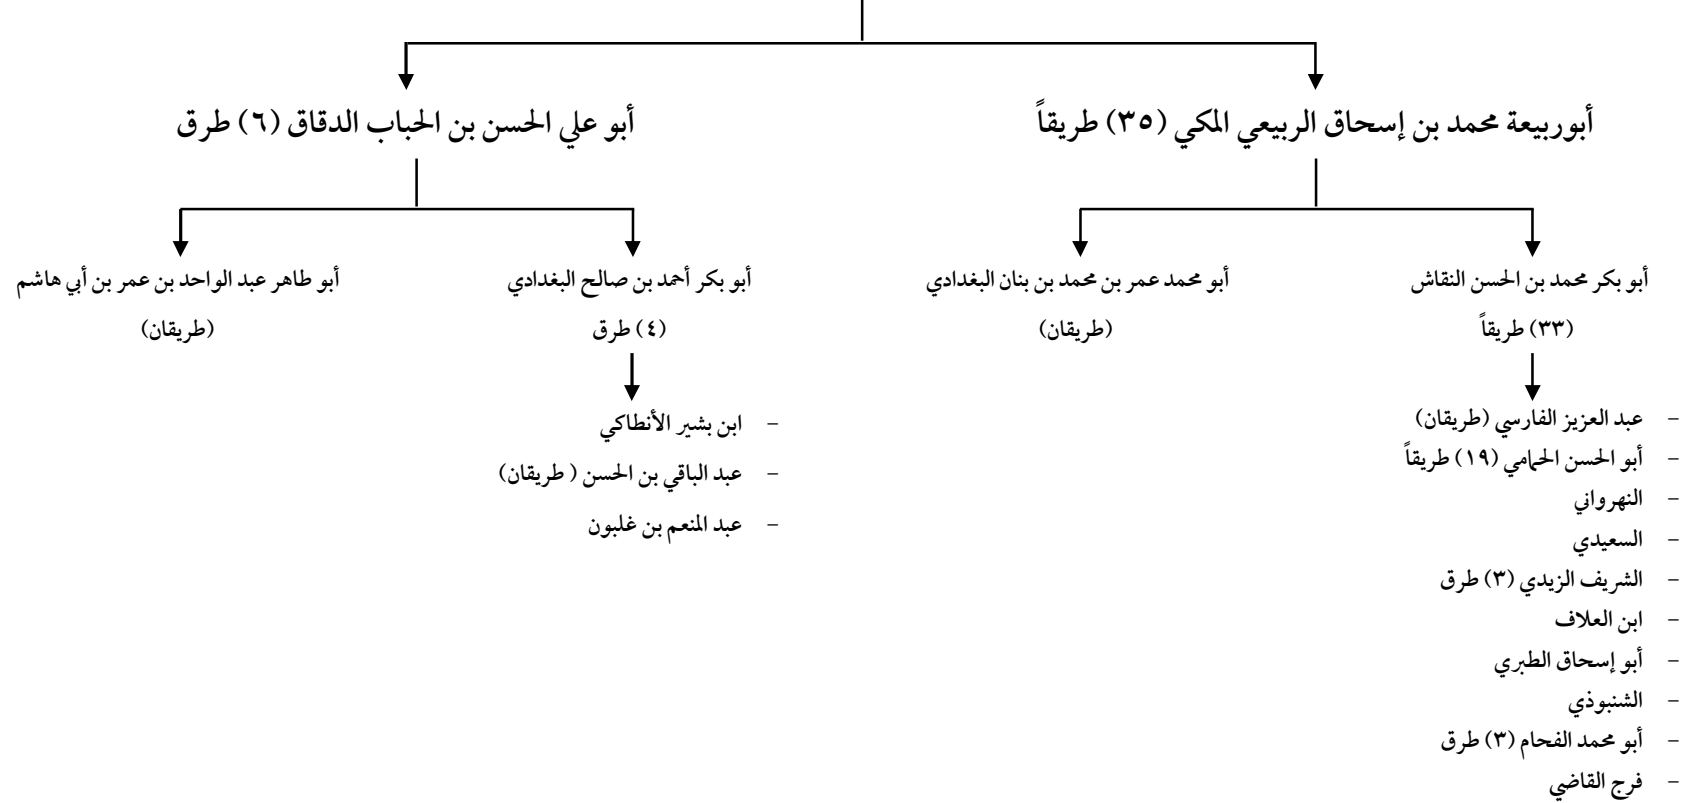 أبوربيعة محمد بن إسحاق الربيعي المكي (٣٥) طريقاً
أبو علي الحسن بن الحباب الدقاق (٦) طرق
أبو بكر محمد بن الحسن النقاش
(٣٣) طريقاً
أبو محمد عمر بن محمد بن بنان البغدادي
(طريقان)
أبو بكر أحمد بن صالح البغدادي
(٤) طرق
أبو طاهر عبد الواحد بن عمر بن أبي هاشم
(طريقان)
- عبد العزيز الفارسي (طريقان)
- أبو الحسن الحمامي (١٩) طريقاً
- النهرواني
- السعيدي
- الشريف الزيدي (٣) طرق
- ابن العلاف
- أبو إسحاق الطبري
- الشنبوذي
- أبو محمد الفحام (٣) طرق
- فرج القاضي
- ابن بشير الأنطاكي
- عبد الباقي بن الحسن ( طريقان)
- عبد المنعم بن غلبون